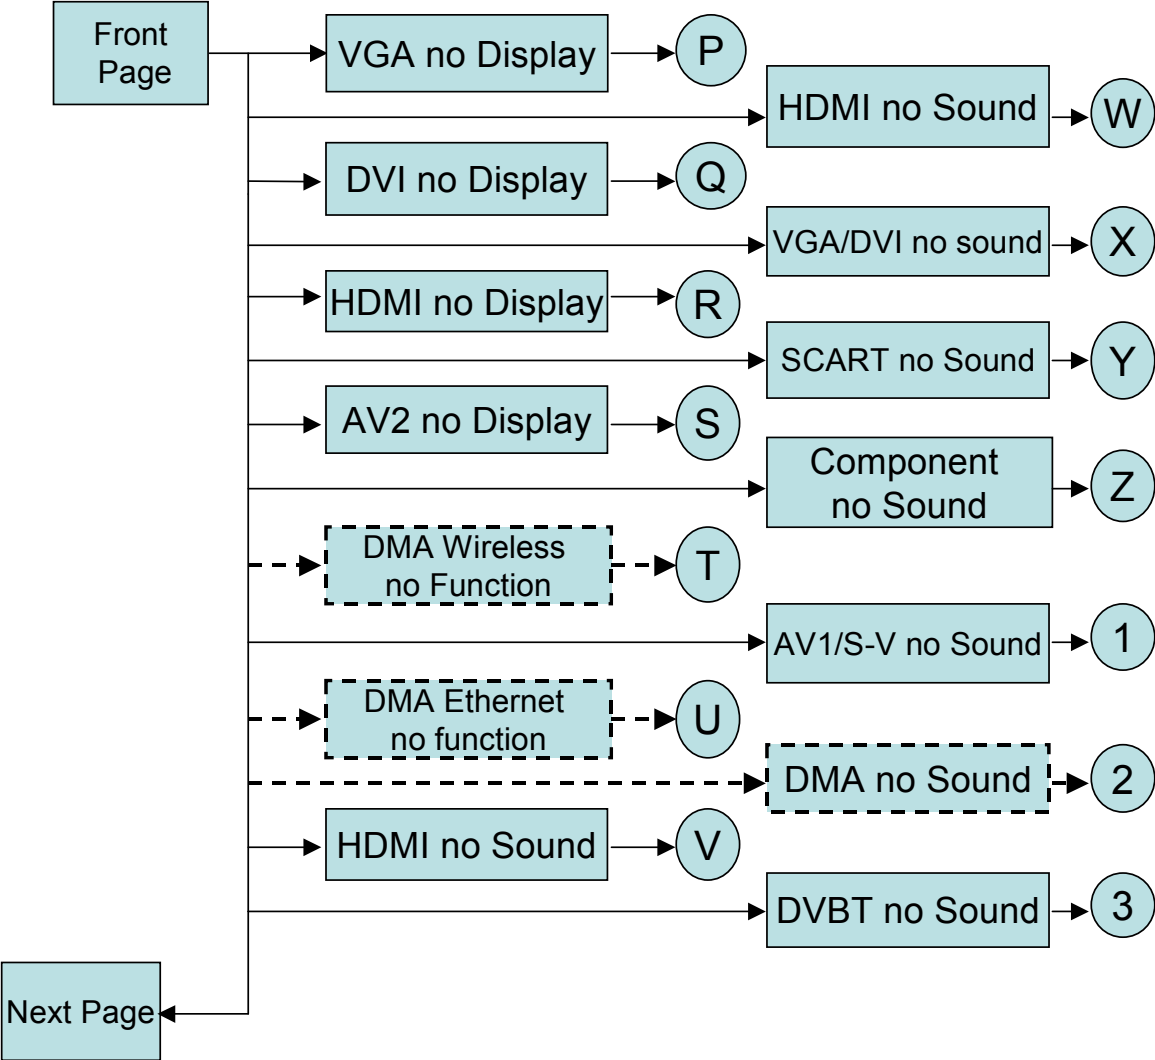 Front
Page
VGA no Display
P
HDMI no Sound
W
DVI no Display
Q
VGA/DVI no sound
X
HDMI no Display
R
SCART no Sound
Y
AV2 no Display
S
Component
no Sound
Z
DMA Wireless
no Function
T
AV1/S-V no Sound
1
DMA Ethernet
no function
U
DMA no Sound
2
HDMI no Sound
V
DVBT no Sound
3
Next Page